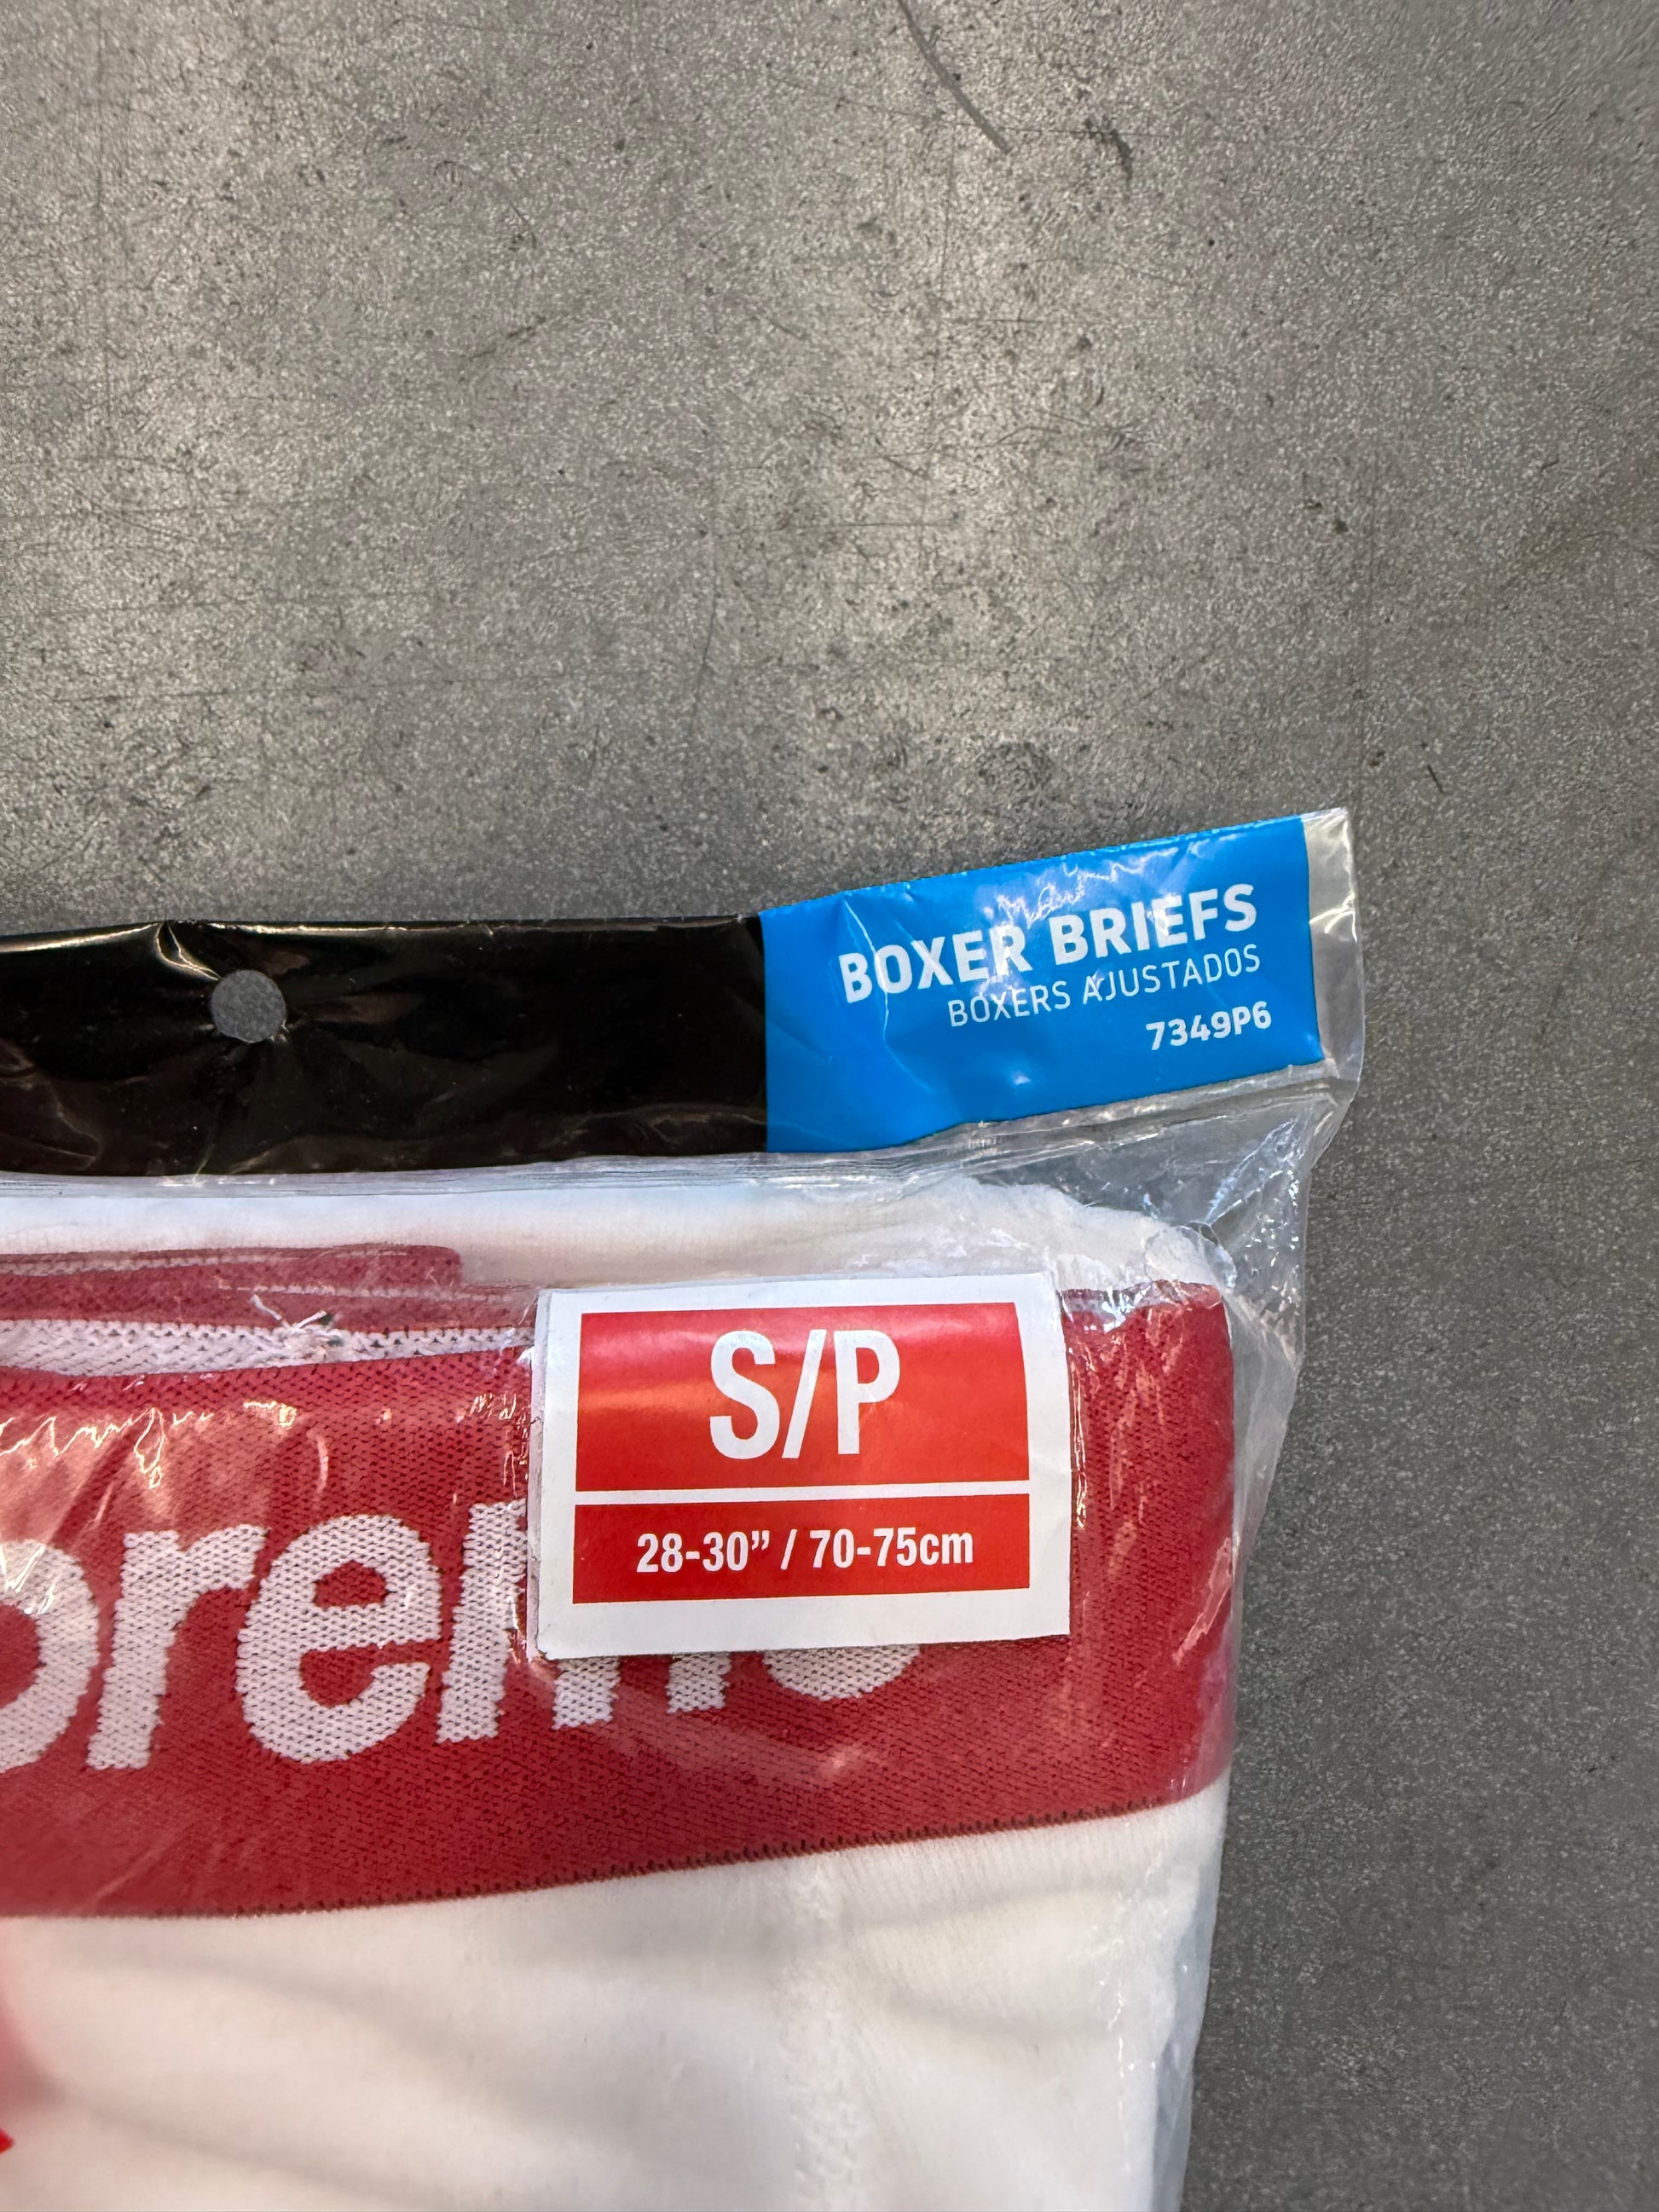 BOXER BRIEFS
BOXERS AJUSTADOS
7349P6
S/P
28-30” / 70-75cm